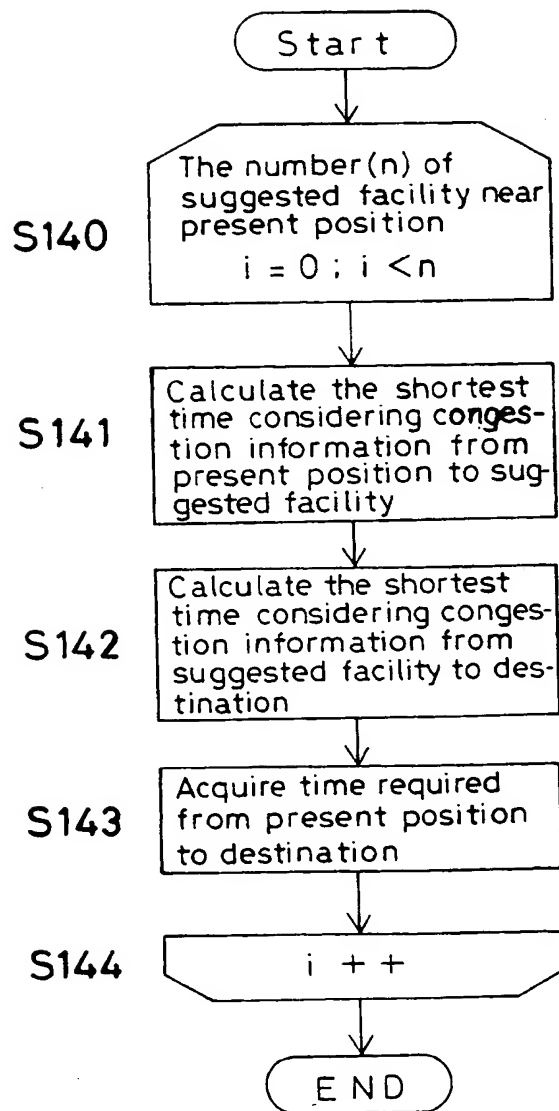 Start
S140
The number(n) of
suggested facility near
present position
i = 0 ; i < n
S141
Calculate the shortest
time considering conges-
tion information from
present position to sug-
gested facility
S142
Calculate the shortest
time considering conges-
tion information from
suggested facility to des-
tination
S143
Acquire time required
from present position
to destination
S144
i + +
END